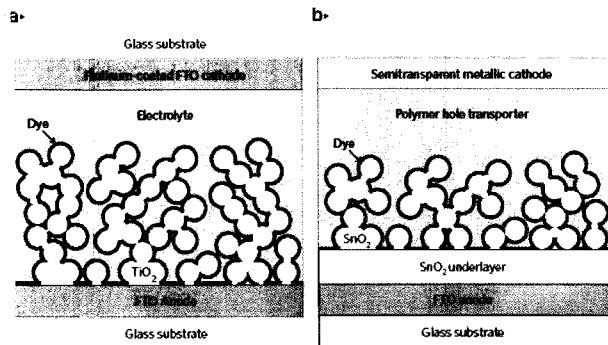 a▸
Glass substrate
Platinum-coated FTO cathode
Electrolyte
Dye
TiO2
FTO Anode
Glass substrate
b▸
Semitransparent metallic cathode
Polymer hole transporter
Dye
SnO2
SnO2 underlayer
FTO anode
Glass substrate